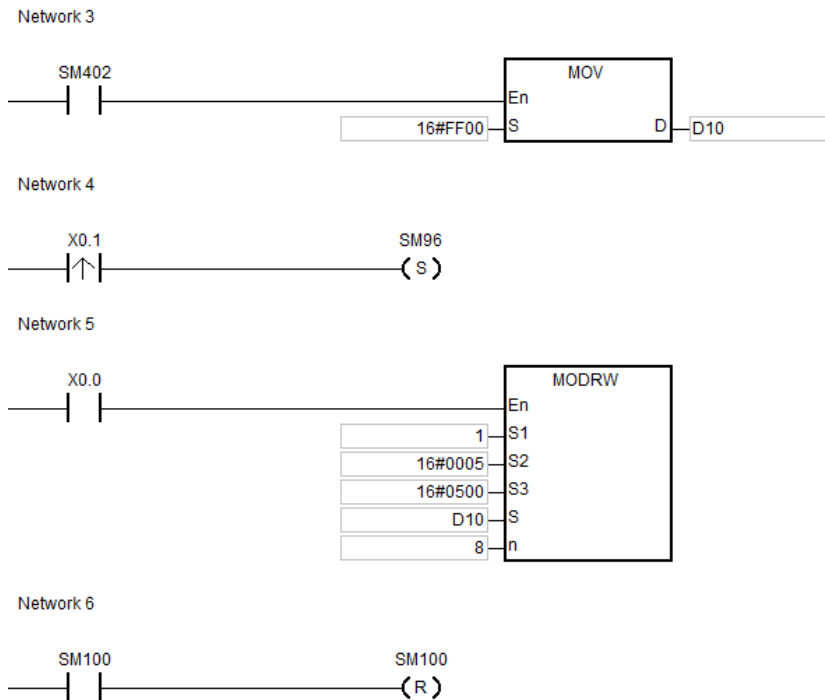 Network 3
SM402
MOV
En
16#FF00 S D D10
Network 4
X0.1 SM96
S
Network 5
X0.0
MODRW
En
1 S1
16#0005 S2
16#0500 S3
D10 S
8 n
Network 6
SM100 SM100
R